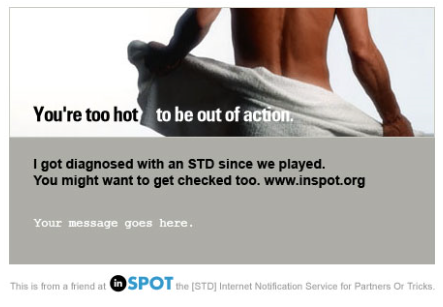 You're too hot to be out of action.
I got diagnosed with an STD since we played.
You might want to get checked too. www.inspot.org
Your message goes here.
This is from a friend at in SPOT the [STD] Internet Notification Service for Partners Or Tricks.